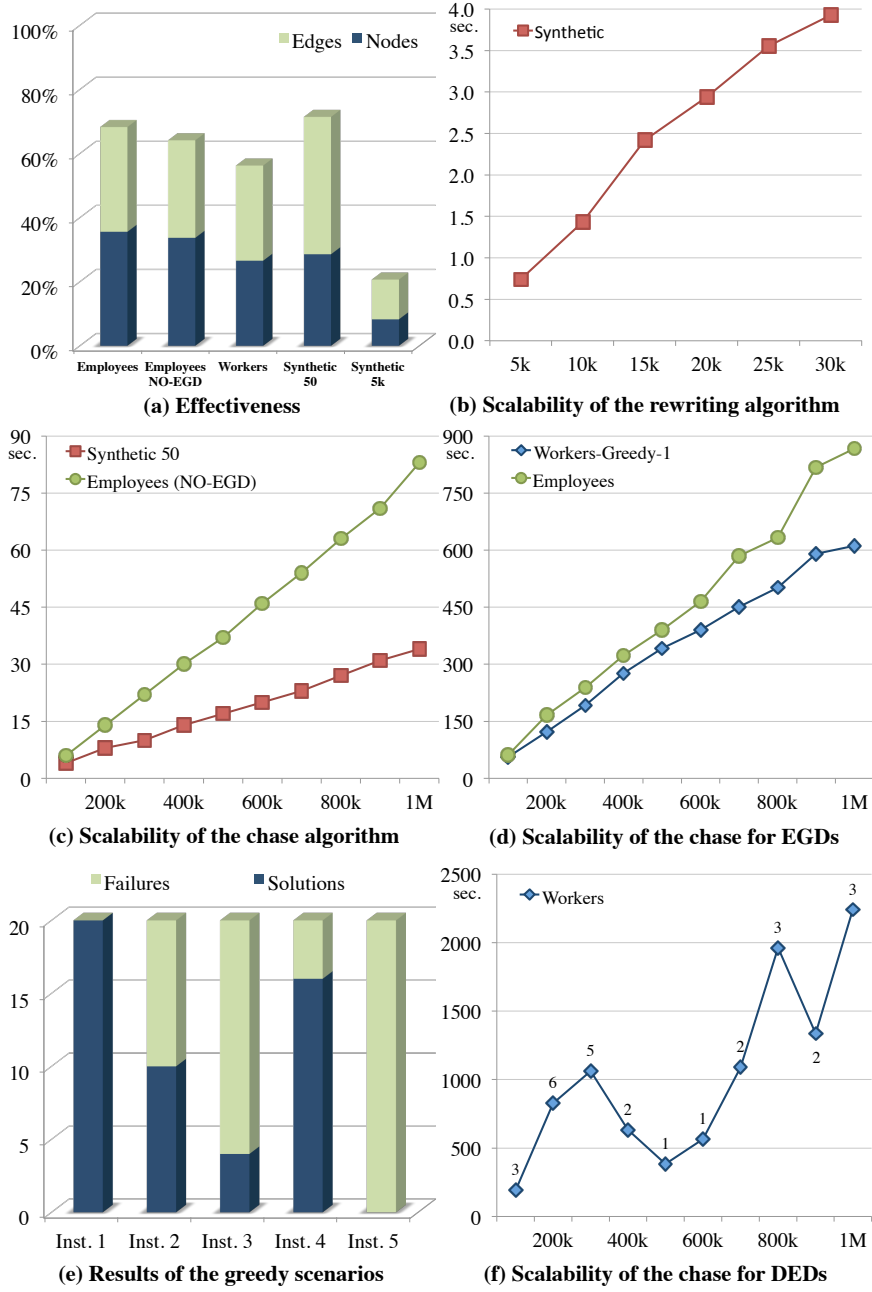 100%
80%
60%
40%
20%
0%
Edges Nodes
Employees
Employees NO-EGD
Workers
Synthetic 50
Synthetic 5k
(a) Effectiveness
4.0
sec.
3.5
3.0
2.5
2.0
1.5
1.0
0.5
0.0
Synthetic
5k 10k 15k 20k 25k 30k
(b) Scalability of the rewriting algorithm
90
sec.
75
60
45
30
15
0
Synthetic 50
Employees (NO-EGD)
200k 400k 600k 800k 1M
(c) Scalability of the chase algorithm
900
sec.
750
600
450
300
150
0
Workers-Greedy-1
Employees
200k 400k 600k 800k 1M
(d) Scalability of the chase for EGDs
Failures Solutions
20
15
10
5
0
Inst. 1 Inst. 2 Inst. 3 Inst. 4 Inst. 5
(e) Results of the greedy scenarios
2500
sec.
2000
1500
1000
500
0
Workers
3 6 5 2 1 1 2 3 2 3
200k 400k 600k 800k 1M
(f) Scalability of the chase for DEDs